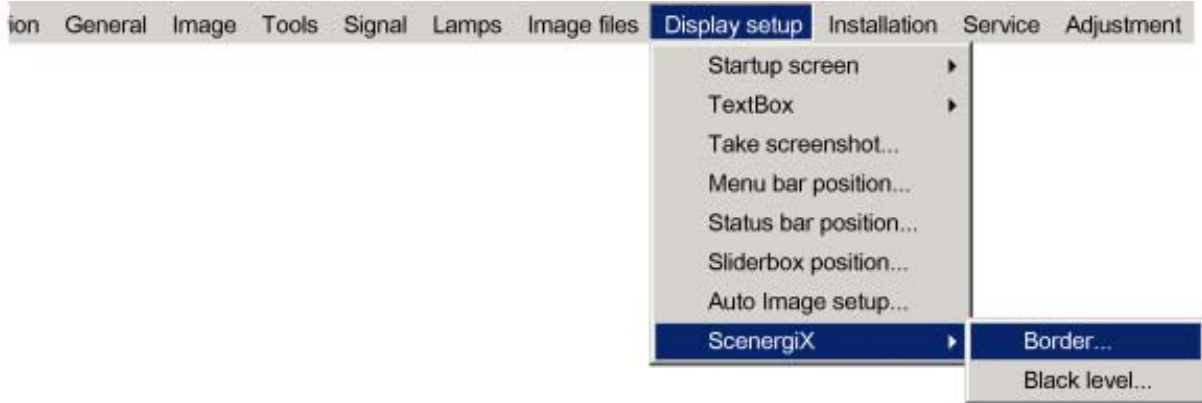 ion General Image Tools Signal Lamps Image files Display setup Installation Service Adjustment
Startup screen
TextBox
Take screenshot...
Menu bar position...
Status bar position...
Sliderbox position...
Auto Image setup...
ScenergiX Border...
Black level...